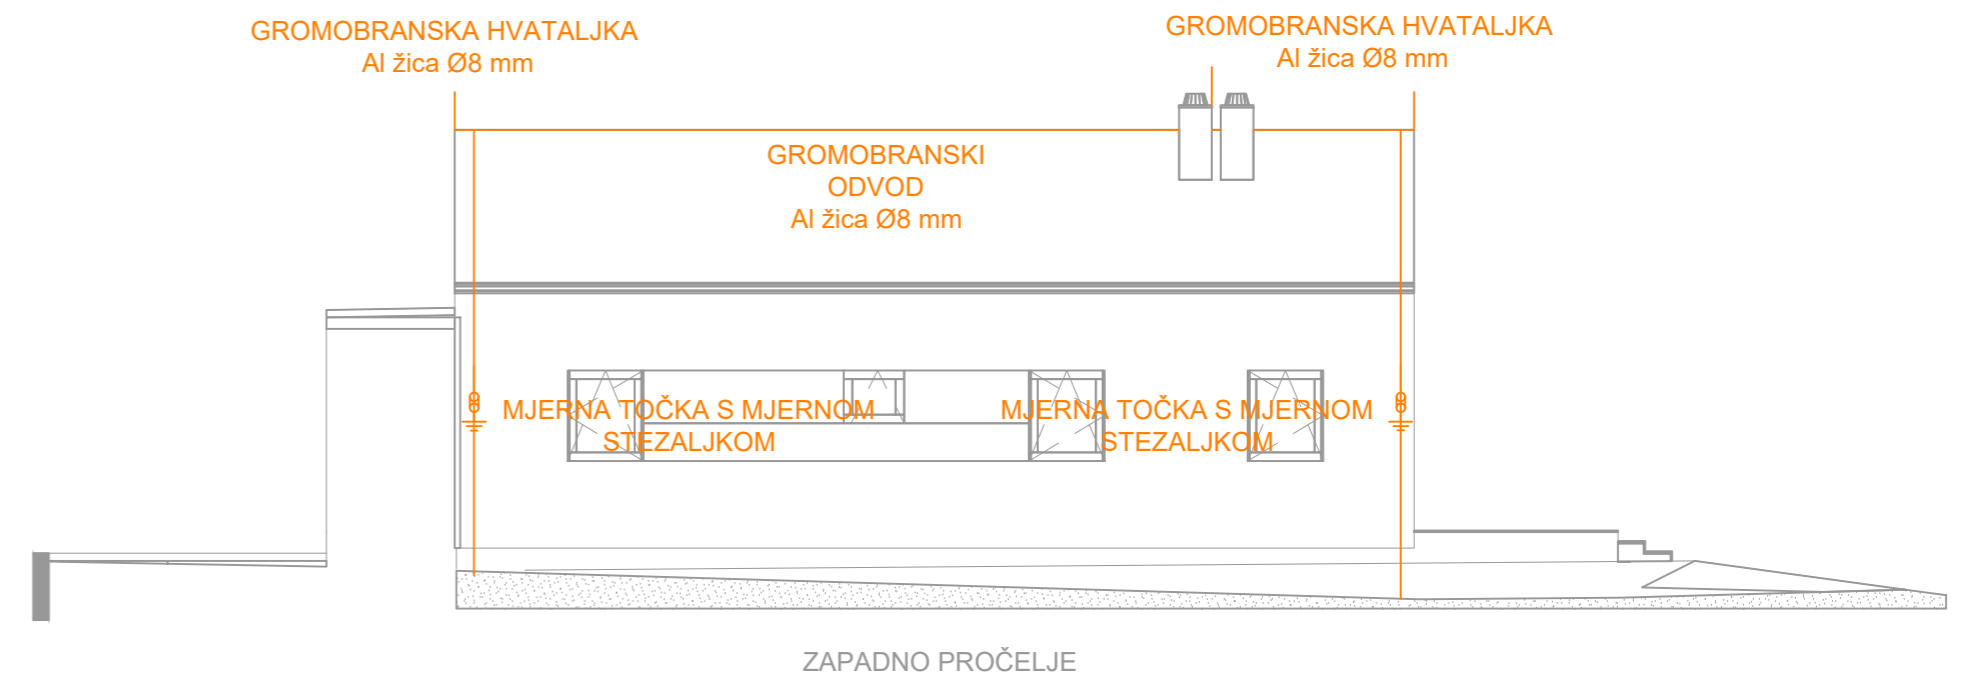 GROMOBRANSKA HVATALJKA
Al žica Ø8 mm
GROMOBRANSKA HVATALJKA
Al žica Ø8 mm
GROMOBRANSKI
ODVOD
Al žica Ø8 mm
MJERNA TOČKA S MJERNOM
STEZALJKOM
MJERNA TOČKA S MJERNOM
STEZALJKOM
ZAPADNO PROČELJE